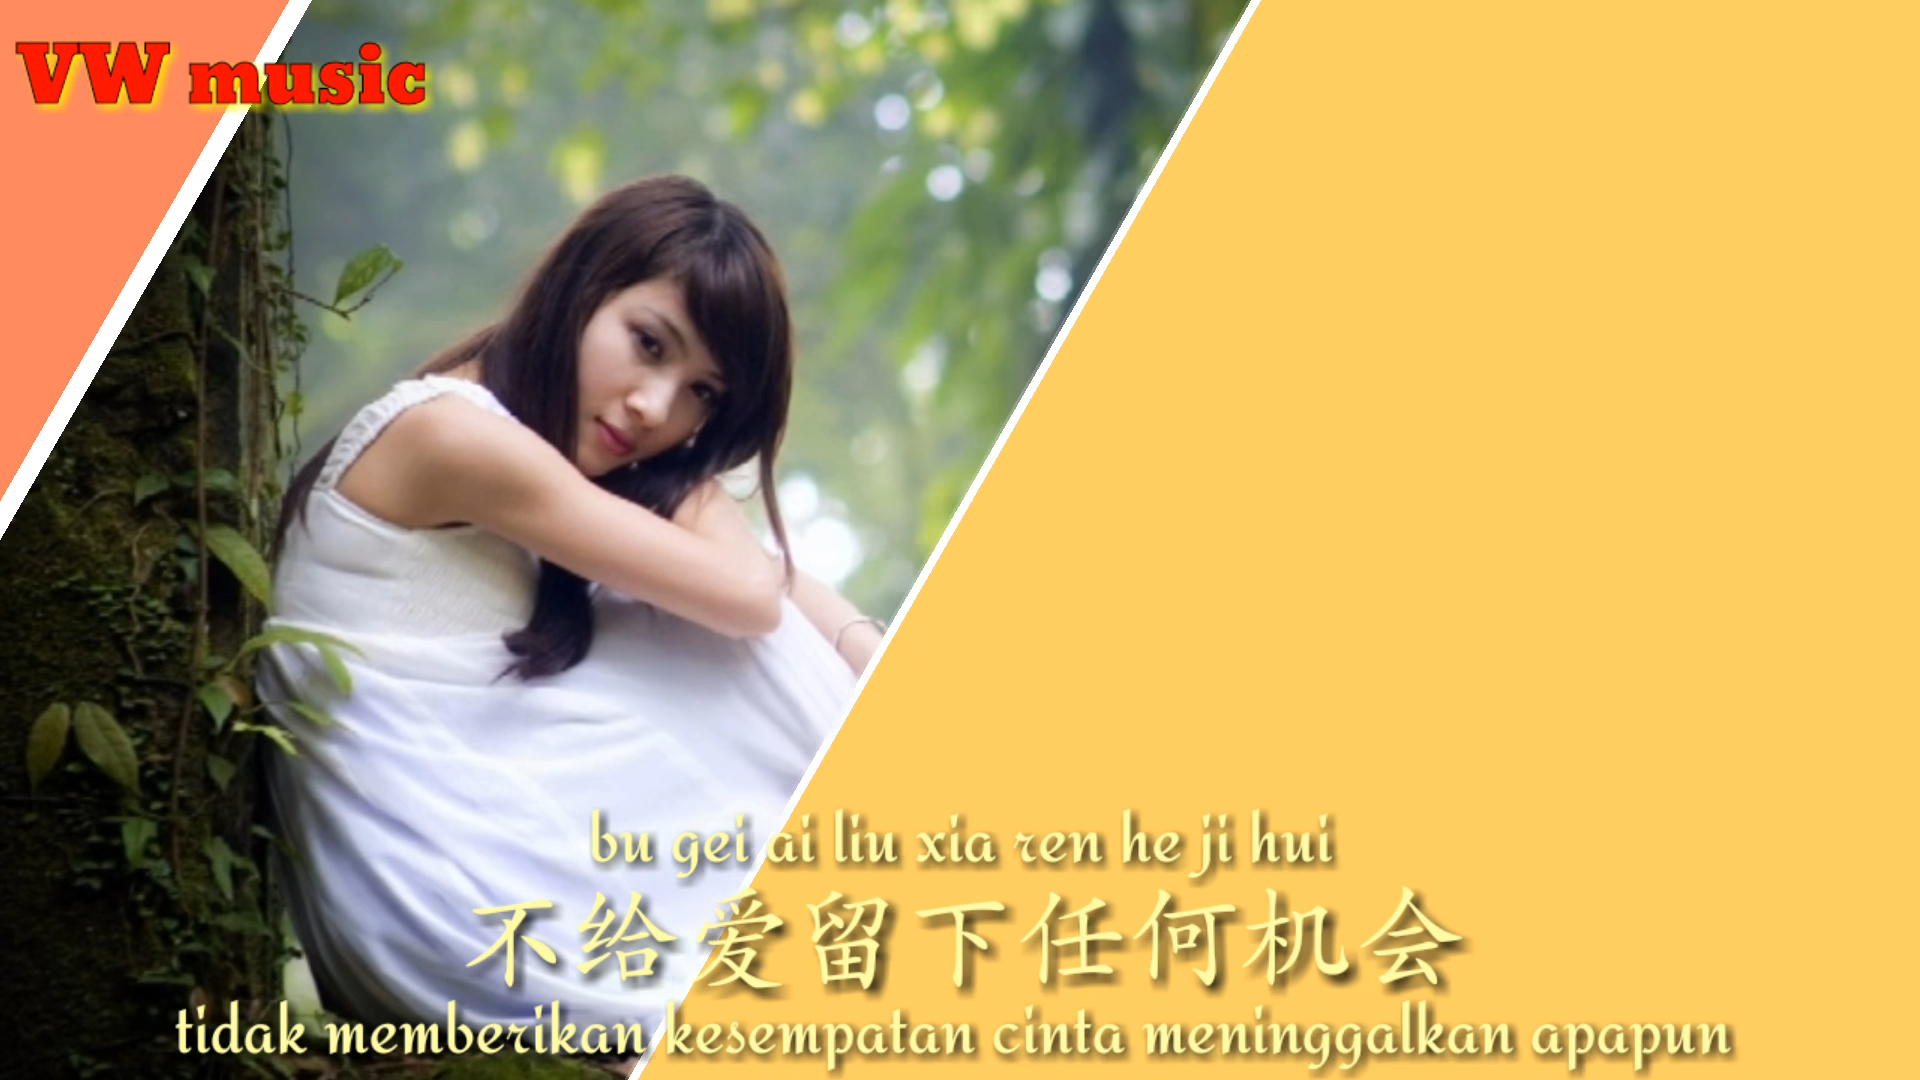 VW music
bu gei ai liu xia ren he ji hui
不给爱留下任何机会
tidak memberikan kesempatan cinta meninggalkan apapun